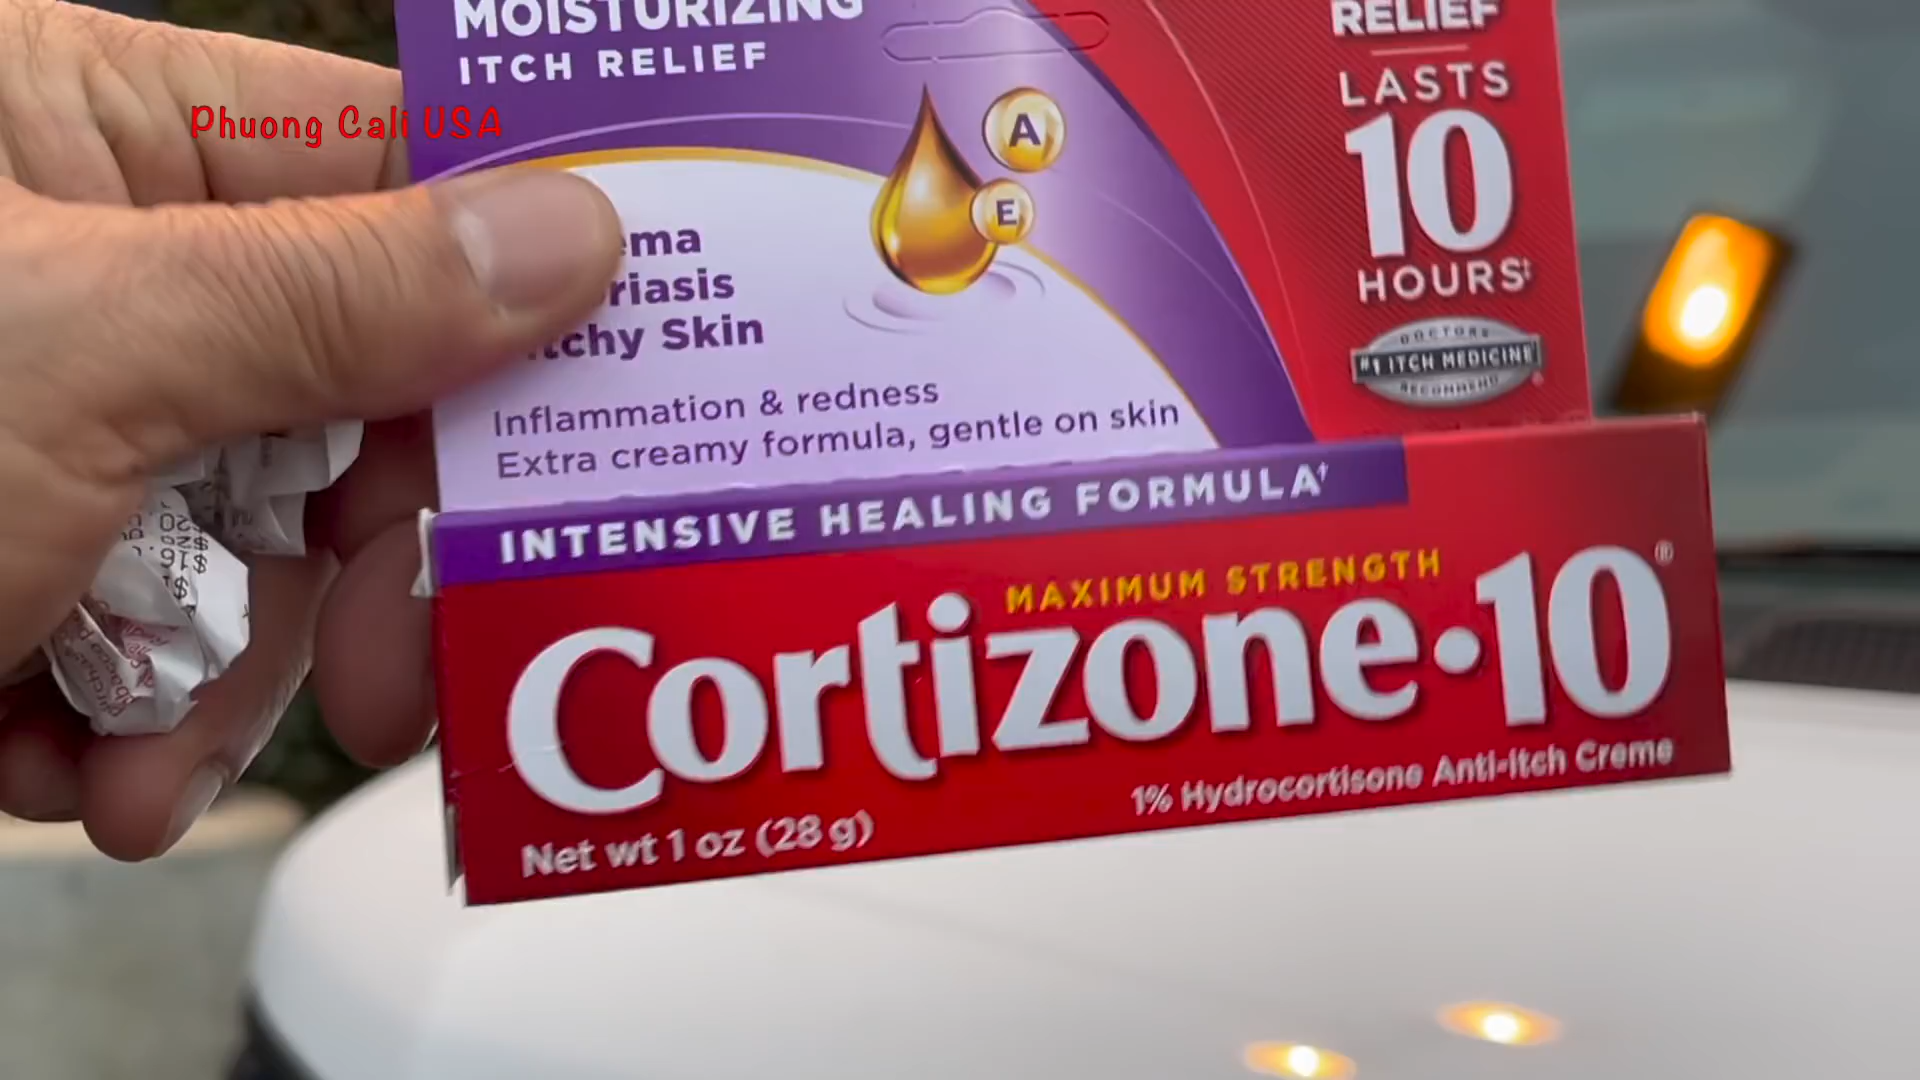 MOISTURIZING
ITCH RELIEF
Phuong Cali USA
A
E
ema
riasis
Itchy Skin
Inflammation & redness
Extra creamy formula, gentle on skin
RELIEF
LASTS
10
HOURS‡
DOCTORS
#1 ITCH MEDICINE
RECOMMEND
INTENSIVE HEALING FORMULA†
MAXIMUM STRENGTH
Cortizone•10®
1% Hydrocortisone Anti-itch Creme
Net wt 1 oz (28 g)